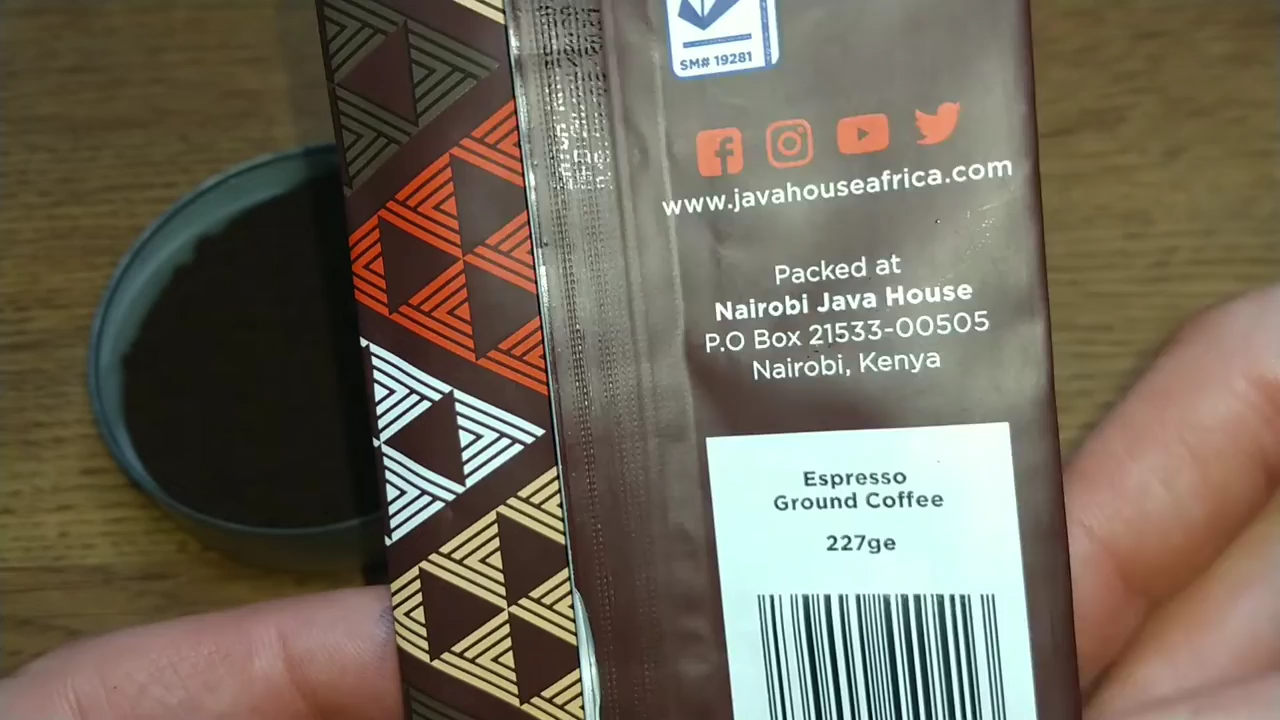 SM# 19281
www.javahouseafrica.com
Packed at
Nairobi Java House
P.O Box 21533-00505
Nairobi, Kenya
Espresso
Ground Coffee
227ge